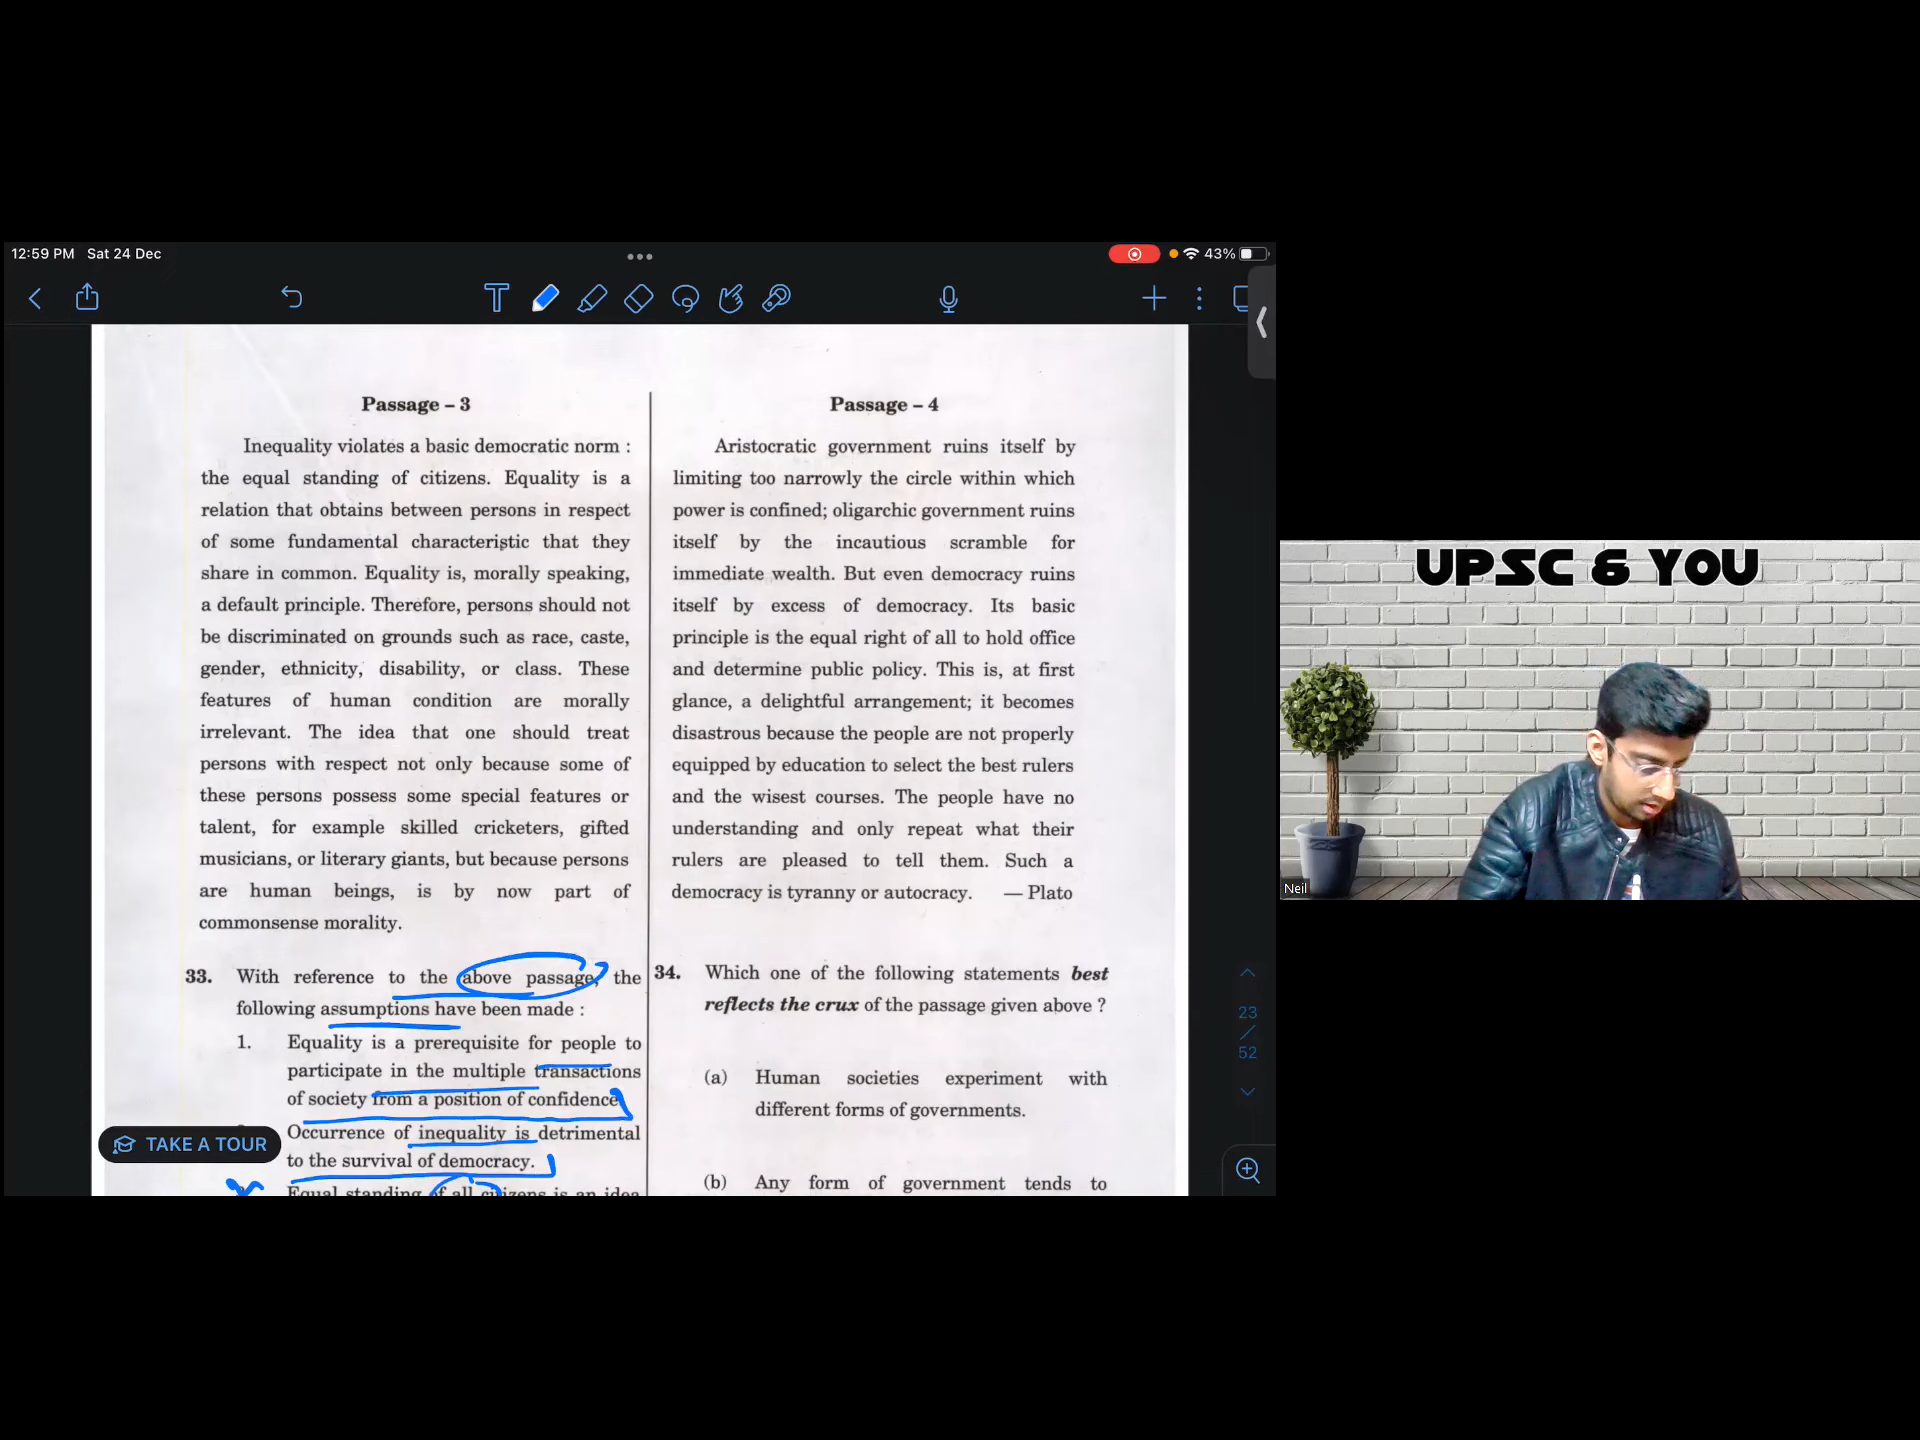 12:59 PM Sat 24 Dec
43%
Passage – 3
Inequality violates a basic democratic norm :
the equal standing of citizens. Equality is a
relation that obtains between persons in respect
of some fundamental characteristic that they
share in common. Equality is, morally speaking,
a default principle. Therefore, persons should not
be discriminated on grounds such as race, caste,
gender, ethnicity, disability, or class. These
features of human condition are morally
irrelevant. The idea that one should treat
persons with respect not only because some of
these persons possess some special features or
talent, for example skilled cricketers, gifted
musicians, or literary giants, but because persons
are human beings, is by now part of
commonsense morality.
33. With reference to the above passage, the
following assumptions have been made :
1. Equality is a prerequisite for people to
participate in the multiple transactions
of society from a position of confidence
Occurrence of inequality is detrimental
to the survival of democracy.
Equal standing of all citizens is an idea
TAKE A TOUR
Passage – 4
Aristocratic government ruins itself by
limiting too narrowly the circle within which
power is confined; oligarchic government ruins
itself by the incautious scramble for
immediate wealth. But even democracy ruins
itself by excess of democracy. Its basic
principle is the equal right of all to hold office
and determine public policy. This is, at first
glance, a delightful arrangement; it becomes
disastrous because the people are not properly
equipped by education to select the best rulers
and the wisest courses. The people have no
understanding and only repeat what their
rulers are pleased to tell them. Such a
democracy is tyranny or autocracy. — Plato
34. Which one of the following statements best
reflects the crux of the passage given above ?
(a) Human societies experiment with
different forms of governments.
(b) Any form of government tends to
23
/
52
UPSC & YOU
Neil